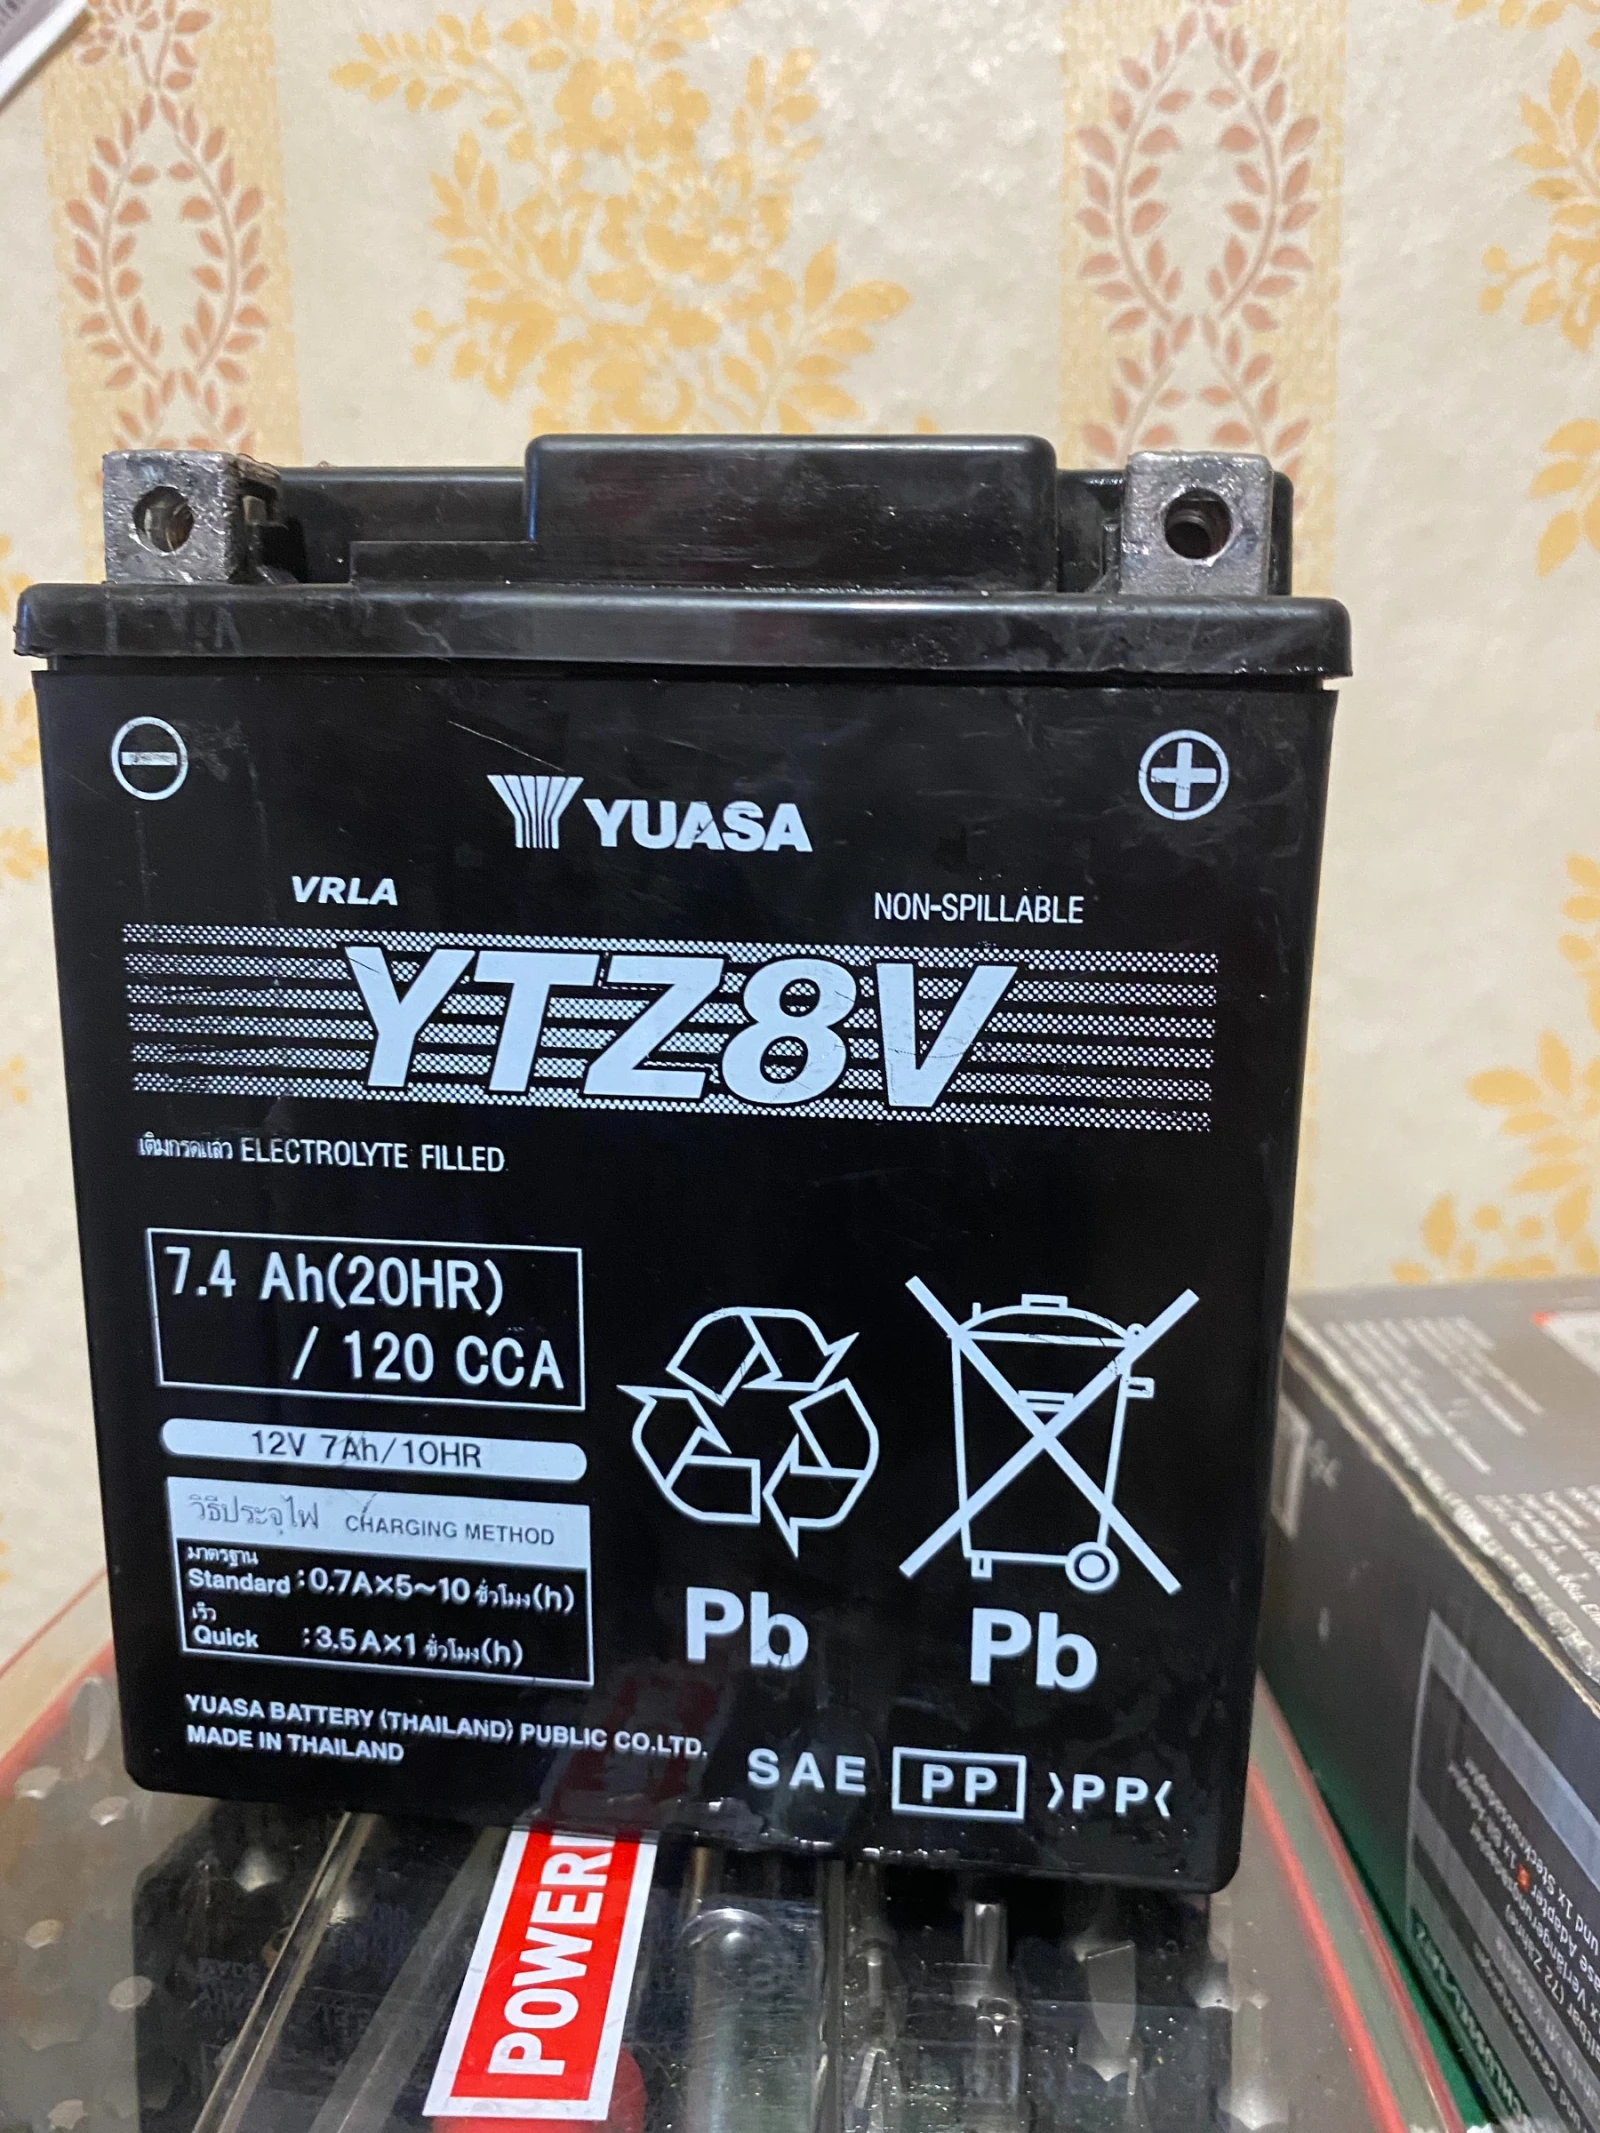 YUASA
VRLA
NON-SPILLABLE
YTZ8V
เติมกรดแล้ว ELECTROLYTE FILLED
7.4 Ah(20HR)
/ 120 CCA
12V 7Ah/10HR
วิธีประจุไฟ CHARGING METHOD
มาตรฐาน
Standard : 0.7A×5~10 ชั่วโมง(h)
เร็ว
Quick : 3.5A×1 ชั่วโมง(h)
Pb
Pb
YUASA BATTERY (THAILAND) PUBLIC CO.LTD.
MADE IN THAILAND
SAE PP >PP<
POWER